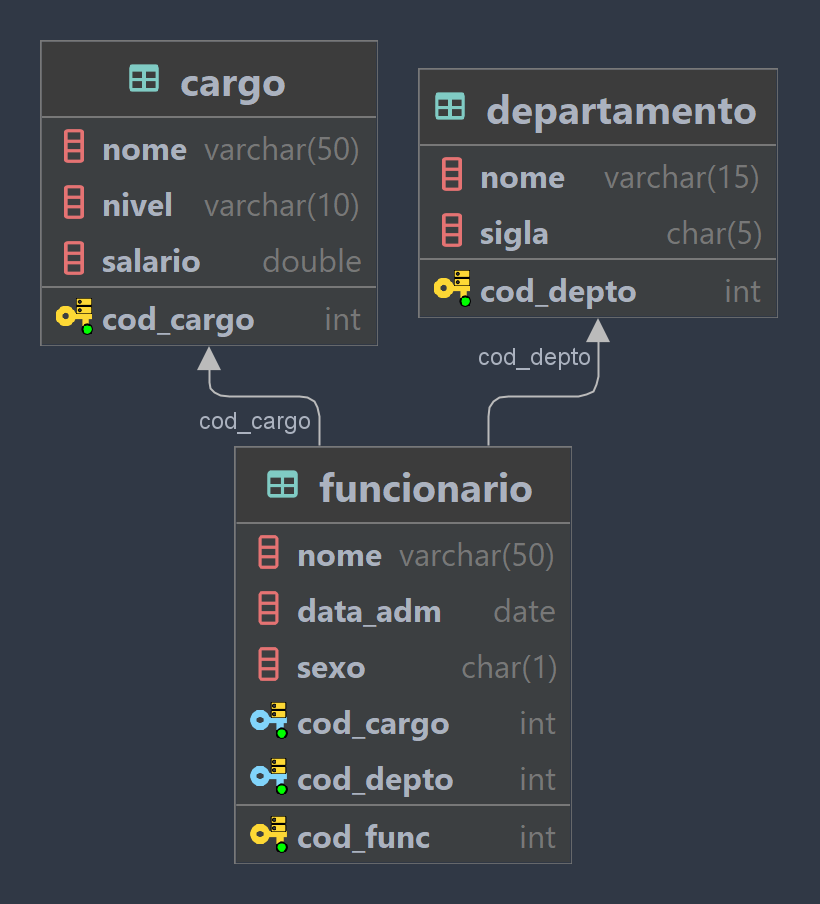 cargo
nome varchar(50)
nivel varchar(10)
salario double
cod_cargo int
departamento
nome varchar(15)
sigla char(5)
cod_depto int
cod_depto
cod_cargo
funcionario
nome varchar(50)
data_adm date
sexo char(1)
cod_cargo int
cod_depto int
cod_func int